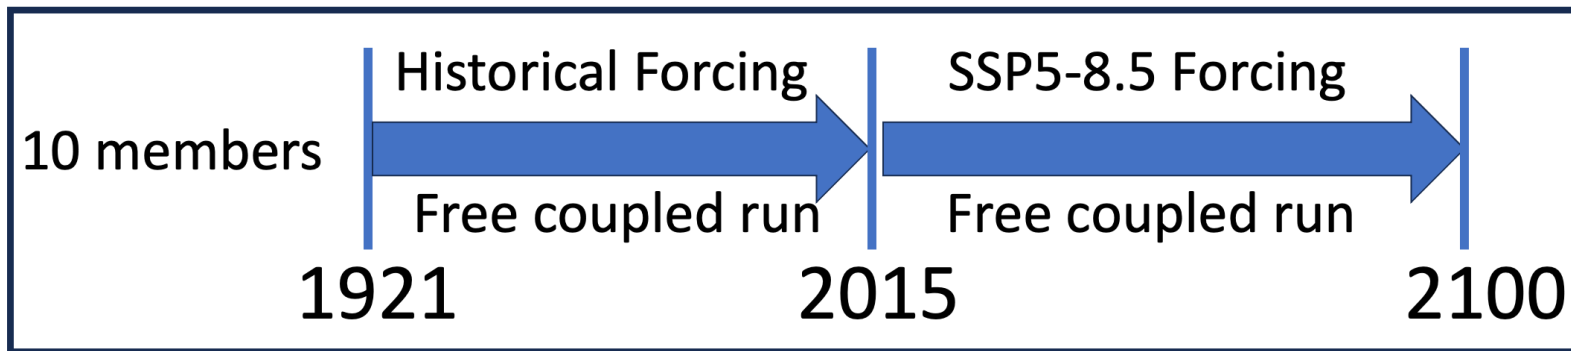 Historical Forcing
SSP5-8.5 Forcing
10 members
Free coupled run
Free coupled run
1921
2015
2100